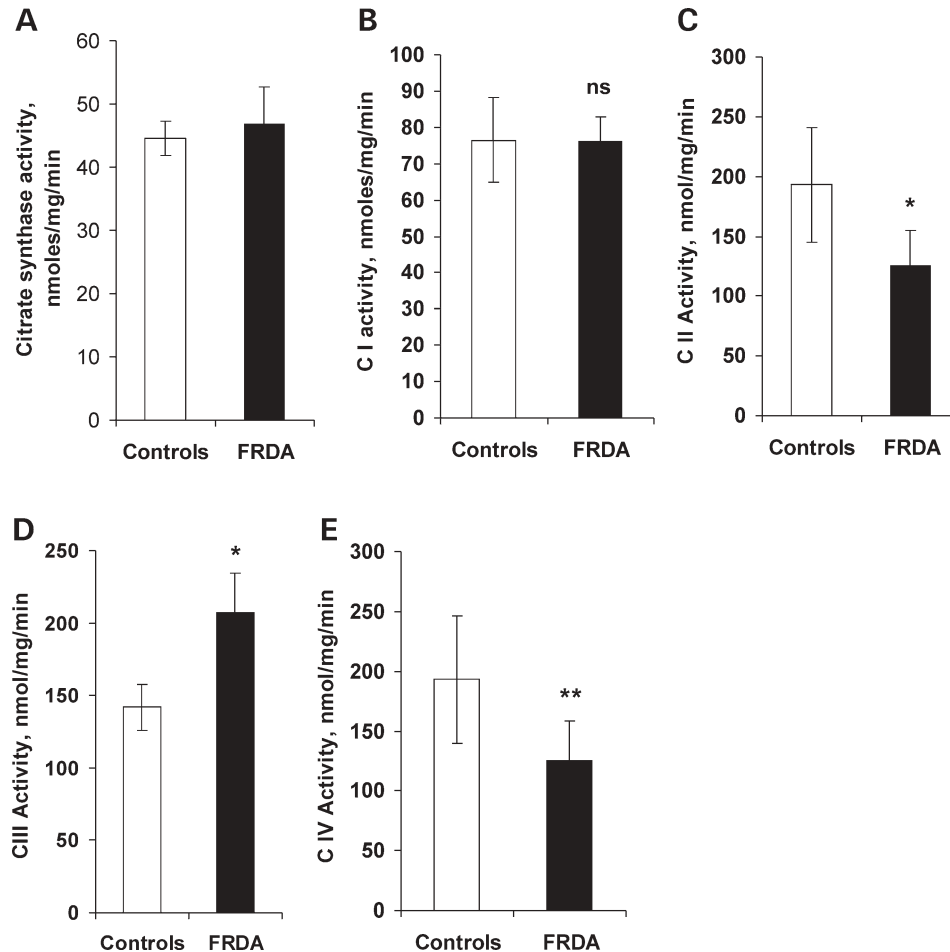 A
60
50
40
30
20
10
0
Citrate synthase activity,
nmoles/mg/min
Controls FRDA
B
100
90
80
70
60
50
40
30
20
10
0
C I activity, nmoles/mg/min
ns
Controls FRDA
C
300
250
200
150
100
50
0
C II Activity, nmol/mg/min
*
Controls FRDA
D
250
200
150
100
50
0
CIII Activity, nmol/mg/min
*
Controls FRDA
E
300
250
200
150
100
50
0
C IV Activity, nmol/mg/min
**
Controls FRDA